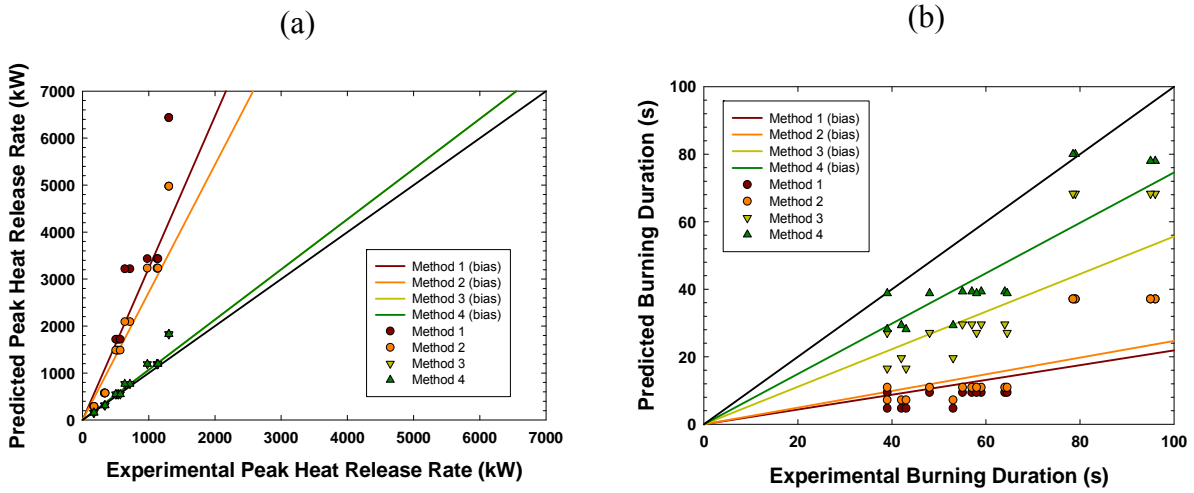 (a)
Predicted Peak Heat Release Rate (kW)
7000
6000
5000
4000
3000
2000
1000
0
Method 1 (bias)
Method 2 (bias)
Method 3 (bias)
Method 4 (bias)
Method 1
Method 2
Method 3
Method 4
0 1000 2000 3000 4000 5000 6000 7000
Experimental Peak Heat Release Rate (kW)
(b)
Predicted Burning Duration (s)
100
80
60
40
20
0
Method 1 (bias)
Method 2 (bias)
Method 3 (bias)
Method 4 (bias)
Method 1
Method 2
Method 3
Method 4
0 20 40 60 80 100
Experimental Burning Duration (s)